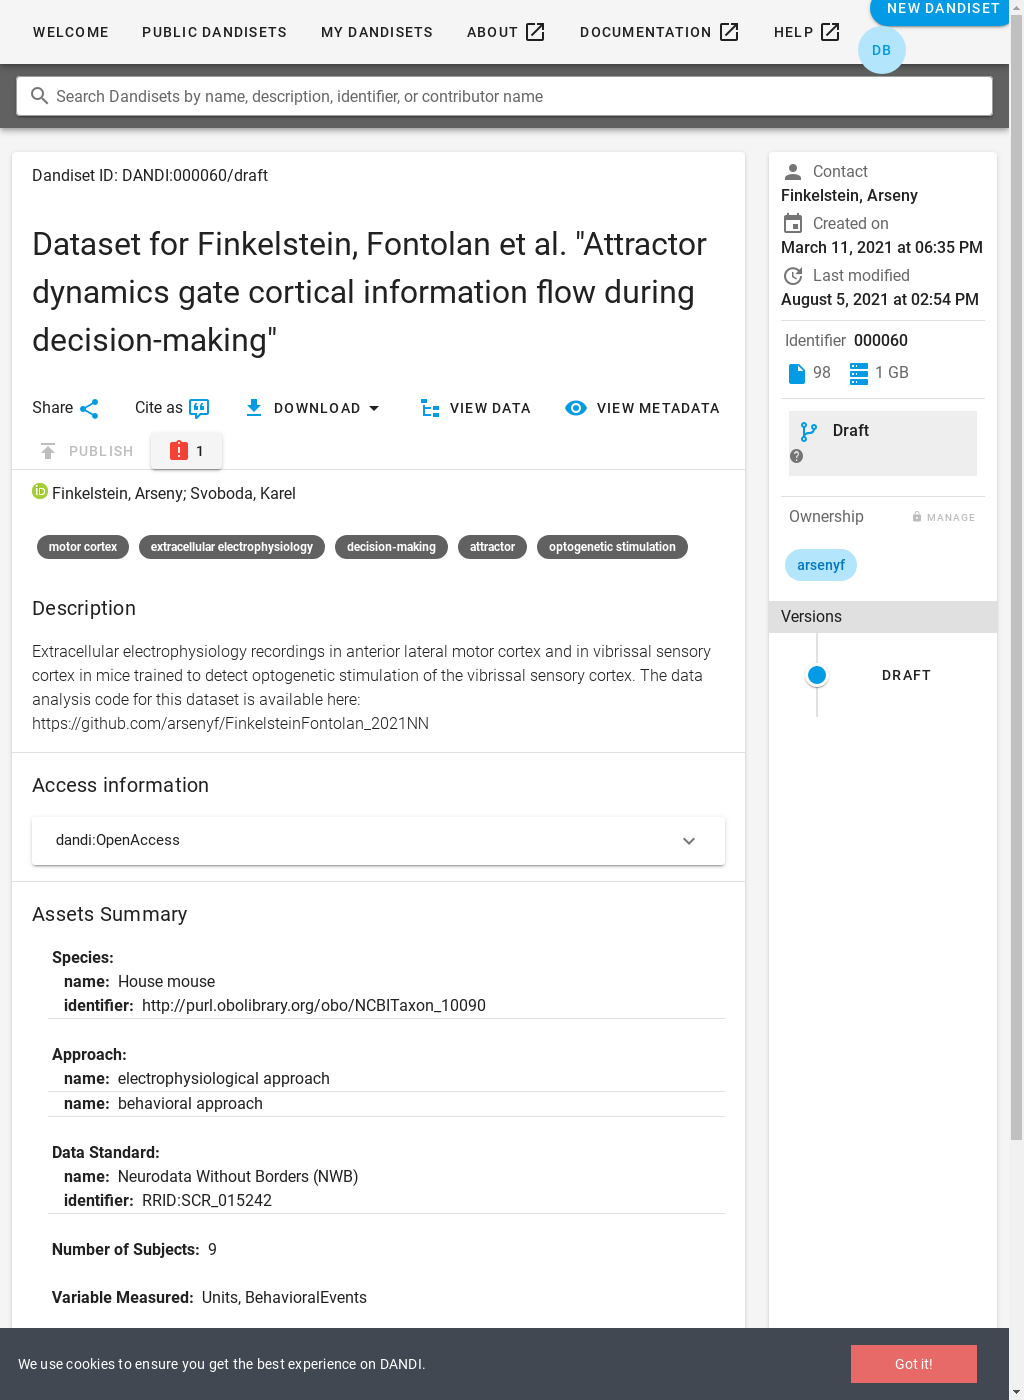 WELCOME PUBLIC DANDISETS MY DANDISETS ABOUT DOCUMENTATION HELP NEW DANDISET
DB
Search Dandisets by name, description, identifier, or contributor name
Dandiset ID: DANDI:000060/draft
Dataset for Finkelstein, Fontolan et al. "Attractor
dynamics gate cortical information flow during
decision-making"
Share Cite as DOWNLOAD VIEW DATA VIEW METADATA
PUBLISH 1
iD Finkelstein, Arseny; Svoboda, Karel
motor cortex extracellular electrophysiology decision-making attractor optogenetic stimulation
Description
Extracellular electrophysiology recordings in anterior lateral motor cortex and in vibrissal sensory
cortex in mice trained to detect optogenetic stimulation of the vibrissal sensory cortex. The data
analysis code for this dataset is available here:
https://github.com/arsenyf/FinkelsteinFontolan_2021NN
Access information
dandi:OpenAccess
Assets Summary
Species:
name: House mouse
identifier: http://purl.obolibrary.org/obo/NCBITaxon_10090
Approach:
name: electrophysiological approach
name: behavioral approach
Data Standard:
name: Neurodata Without Borders (NWB)
identifier: RRID:SCR_015242
Number of Subjects: 9
Variable Measured: Units, BehavioralEvents
Contact
Finkelstein, Arseny
Created on
March 11, 2021 at 06:35 PM
Last modified
August 5, 2021 at 02:54 PM
Identifier 000060
98 1 GB
Draft
?
Ownership MANAGE
arsenyf
Versions
DRAFT
We use cookies to ensure you get the best experience on DANDI. Got it!